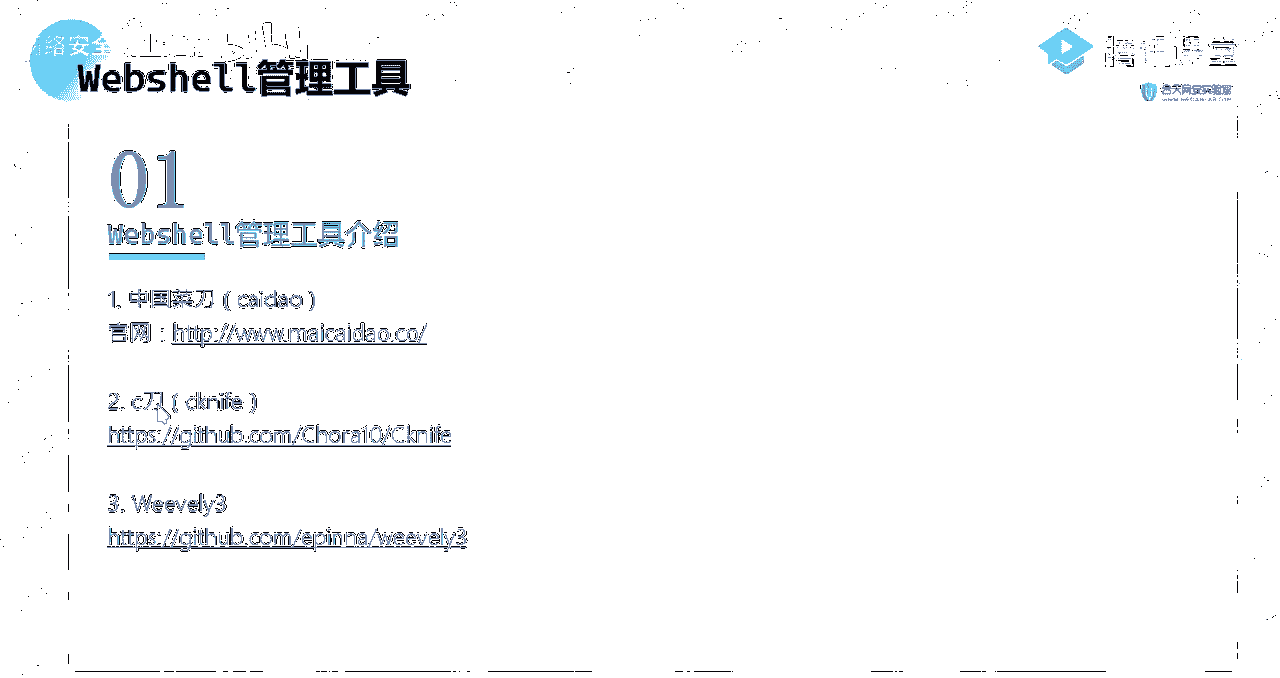 络安全
Webshell管理工具
腾讯课堂
01
Webshell管理工具介绍
1. 中国菜刀（caidao）
官网：http://www.maicaidao.co/
2. c刀（cknife）
https://github.com/Chora10/Cknife
3. Weevely3
https://github.com/epinna/weevely3